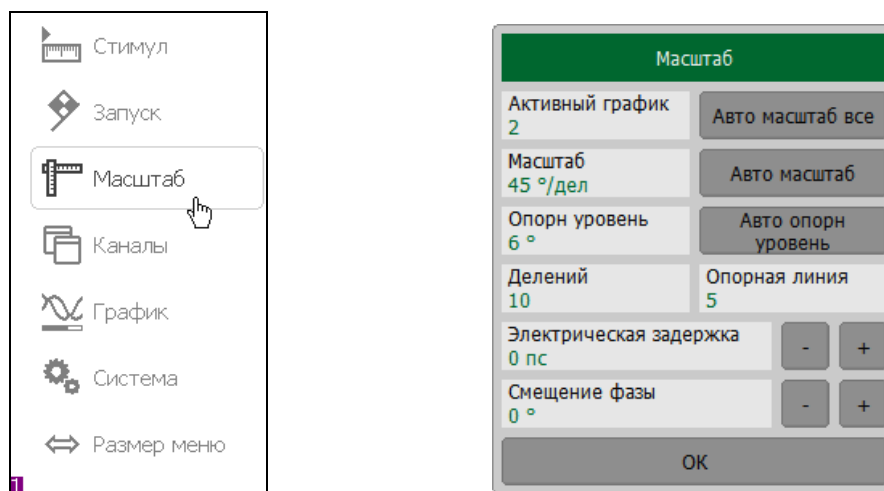 Стимул
Запуск
Масштаб
Каналы
График
Система
Размер меню
1
Масштаб
Активный график
2
Авто масштаб все
Масштаб
45 °/дел
Авто масштаб
Опорн уровень
6 °
Авто опорн
уровень
Делений
10
Опорная линия
5
Электрическая задержка
0 пс
- +
Смещение фазы
0 °
- +
ОК